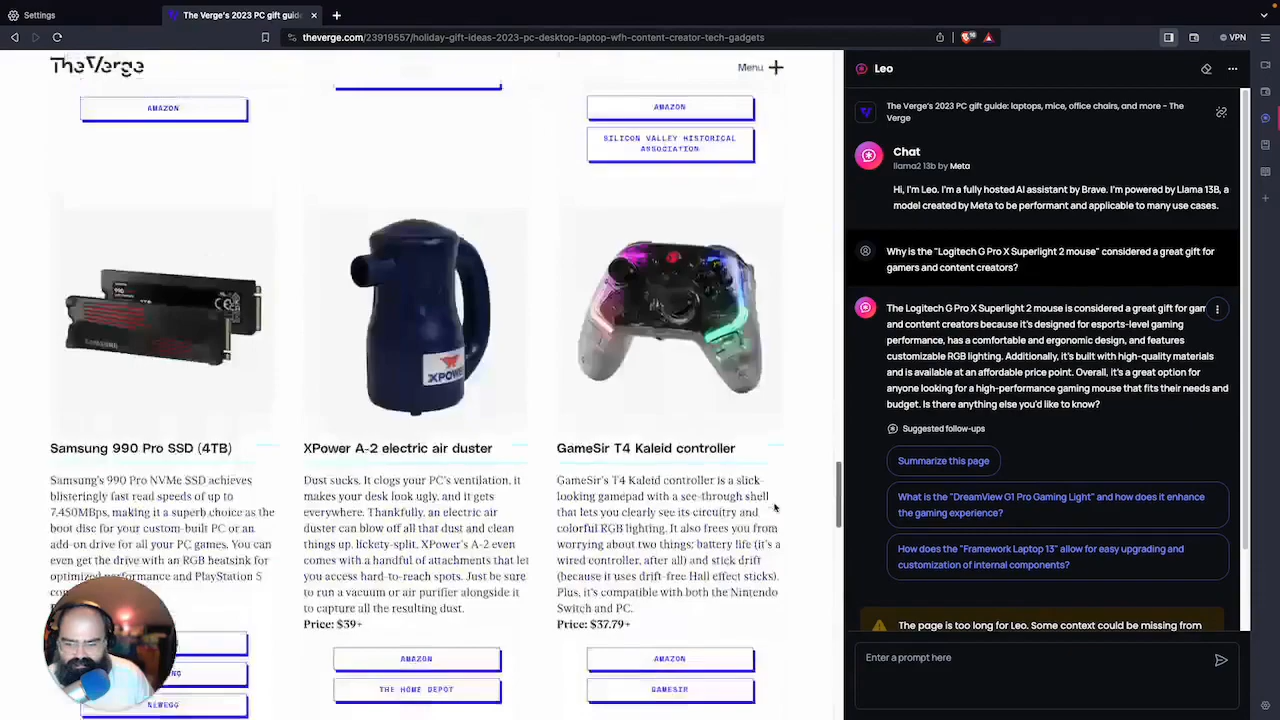 Settings
The Verge's 2023 PC gift guid
theverge.com/23919557/holiday-gift-ideas-2023-pc-desktop-laptop-wfh-content-creator-tech-gadgets
VPN
The Verge
Menu
AMAZON
AMAZON
SILICON VALLEY HISTORICAL
ASSOCIATION
SAMSUNG
990
XPOWER
Samsung 990 Pro SSD (4TB)
Samsung's 990 Pro NVMe SSD achieves
blisteringly fast read speeds of up to
7,450MBps, making it a superb choice as the
boot disc for your custom-built PC or an
add-on drive for all your PC games. You can
even get the drive with an RGB heatsink for
optimized performance and PlayStation 5
NEWEGG
XPower A-2 electric air duster
Dust sucks. It clogs your PC's ventilation, it
makes your desk look ugly, and it gets
everywhere. Thankfully, an electric air
duster can blow off all that dust and clean
things up, lickety-split. XPower's A-2 even
comes with a handful of attachments that let
you access hard-to-reach spots. Just be sure
to run a vacuum or air purifier alongside it
to capture all the resulting dust.
Price: $39+
AMAZON
THE HOME DEPOT
GameSir T4 Kaleid controller
GameSir's T4 Kaleid controller is a slick-
looking gamepad with a see-through shell
that lets you clearly see its circuitry and
colorful RGB lighting. It also frees you from
worrying about two things: battery life (it's a
wired controller, after all) and stick drift
(because it uses drift-free Hall effect sticks).
Plus, it's compatible with both the Nintendo
Switch and PC.
Price: $37.79+
AMAZON
GAMESIR
Leo
The Verge's 2023 PC gift guide: laptops, mice, office chairs, and more – The
Verge
Chat
llama2 13b by Meta
Hi, I'm Leo. I'm a fully hosted AI assistant by Brave. I'm powered by Llama 13B, a
model created by Meta to be performant and applicable to many use cases.
Why is the "Logitech G Pro X Superlight 2 mouse" considered a great gift for
gamers and content creators?
The Logitech G Pro X Superlight 2 mouse is considered a great gift for gam
and content creators because it's designed for esports-level gaming
performance, has a comfortable and ergonomic design, and features
customizable RGB lighting. Additionally, it's built with high-quality materials
and is available at an affordable price point. Overall, it's a great option for
anyone looking for a high-performance gaming mouse that fits their needs and
budget. Is there anything else you'd like to know?
Suggested follow-ups
Summarize this page
What is the "DreamView G1 Pro Gaming Light" and how does it enhance
the gaming experience?
How does the "Framework Laptop 13" allow for easy upgrading and
customization of internal components?
The page is too long for Leo. Some context could be missing from
Enter a prompt here